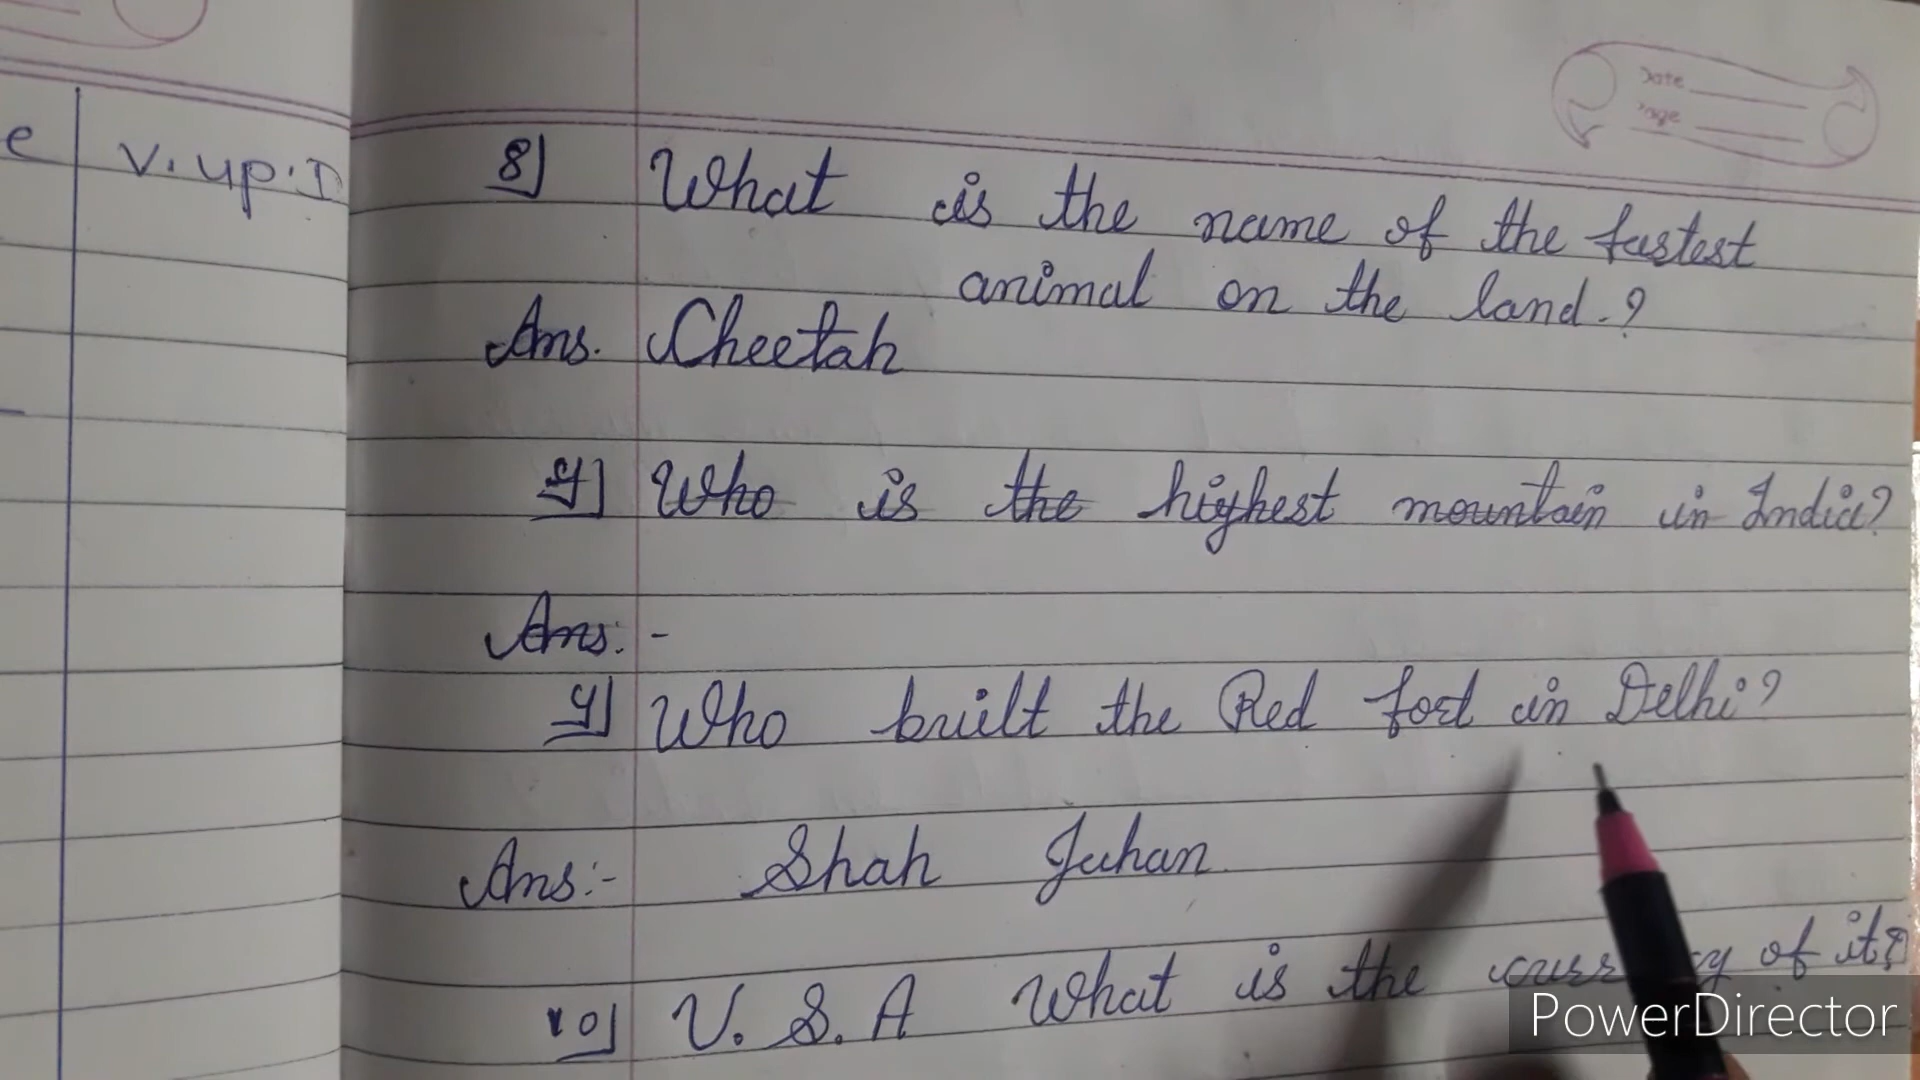 e V.up.I
Date
Page
8] What is the name of the fastest
animal on the land.?
Ans. Cheetah
9] Who is the highest mountain in India?
Ans:-
9] Who built the Red fort in Delhi?
Ans:- Shah Juhan
10] U.S.A What is the of it?
PowerDirector